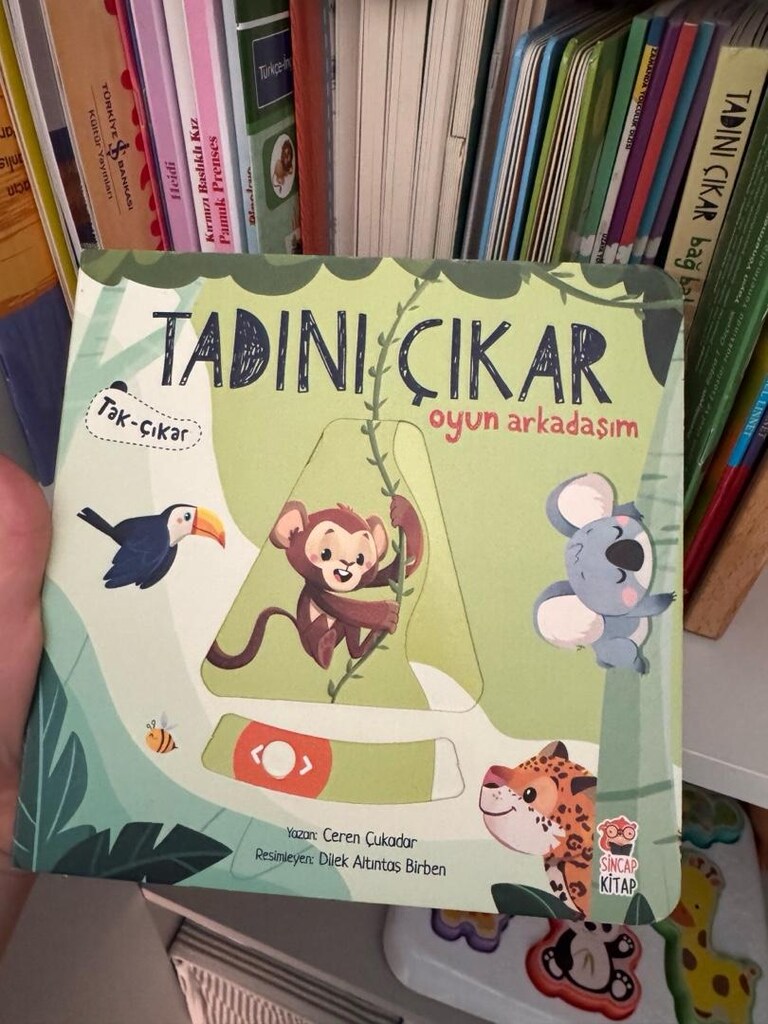 TADINI ÇIKAR
oyun arkadaşım
Tak-çıkar
Yazan: Ceren Çukadar
Resimleyen: Dilek Altıntaş Birben
SİNCAP
KİTAP
TÜRKİYE İŞ BANKASI
Kültür Yayınları
Heidi
Kırmızı Başlıklı Kız
Pamuk Prenses
TADINI ÇIKAR